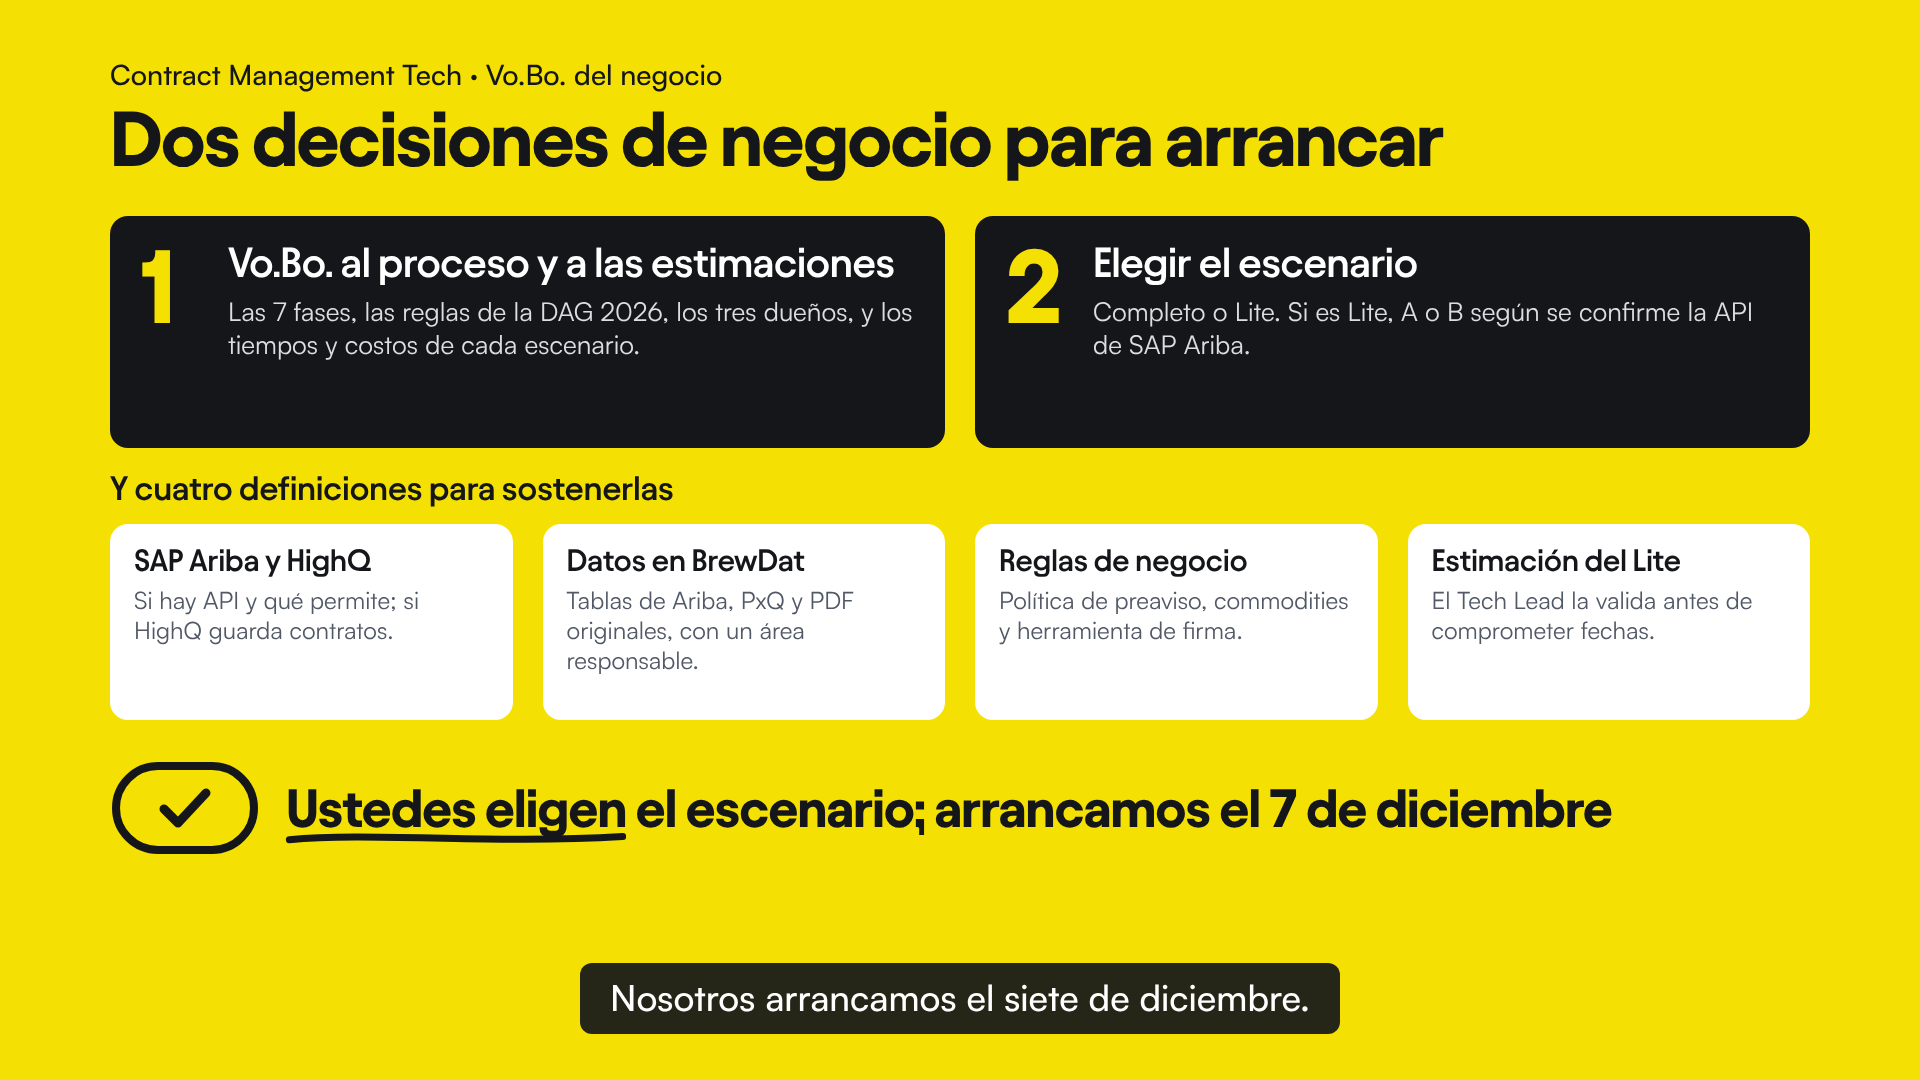 Contract Management Tech · Vo.Bo. del negocio
Dos decisiones de negocio para arrancar
1
Vo.Bo. al proceso y a las estimaciones
Las 7 fases, las reglas de la DAG 2026, los tres dueños, y los
tiempos y costos de cada escenario.
2
Elegir el escenario
Completo o Lite. Si es Lite, A o B según se confirme la API
de SAP Ariba.
Y cuatro definiciones para sostenerlas
SAP Ariba y HighQ
Si hay API y qué permite; si
HighQ guarda contratos.
Datos en BrewDat
Tablas de Ariba, PxQ y PDF
originales, con un área
responsable.
Reglas de negocio
Política de preaviso, commodities
y herramienta de firma.
Estimación del Lite
El Tech Lead la valida antes de
comprometer fechas.
Ustedes eligen el escenario; arrancamos el 7 de diciembre
Nosotros arrancamos el siete de diciembre.